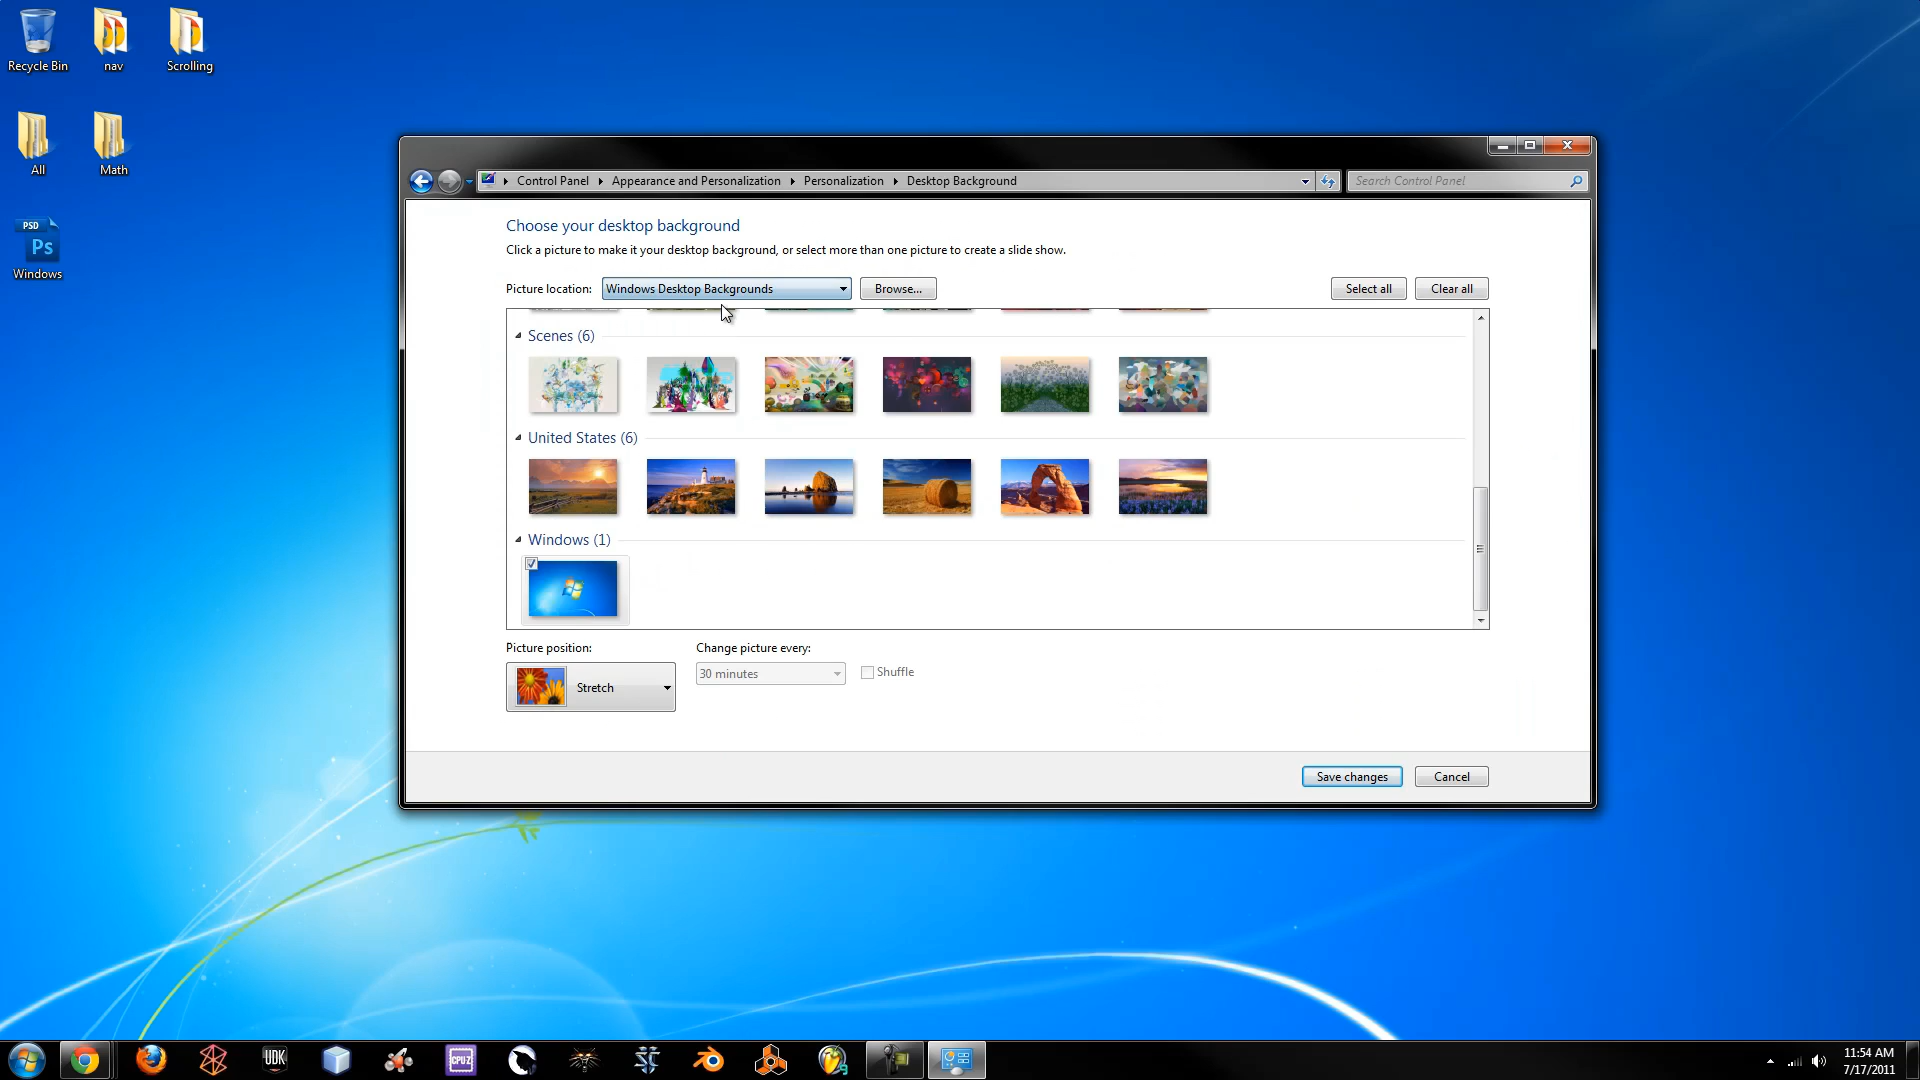 Recycle Bin
nav
Scrolling
All
Math
PSD
Ps
Windows
Control Panel
Appearance and Personalization
Personalization
Desktop Background
Search Control Panel
Choose your desktop background
Click a picture to make it your desktop background, or select more than one picture to create a slide show.
Picture location:
Windows Desktop Backgrounds
Browse...
Select all
Clear all
Scenes (6)
United States (6)
Windows (1)
Picture position:
Change picture every:
Stretch
30 minutes
Shuffle
Save changes
Cancel
UDK
CPUZ
11:54 AM
7/17/2011